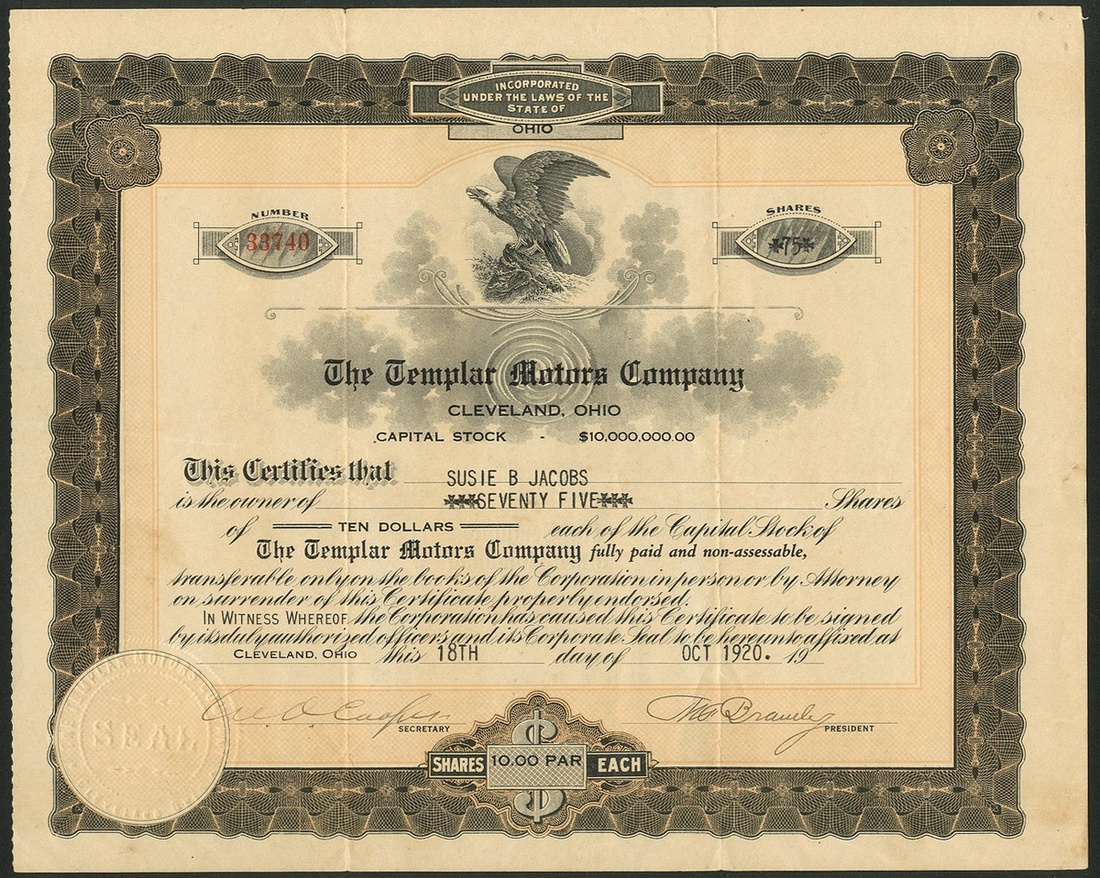 INCORPORATED
UNDER THE LAWS OF THE
STATE OF
OHIO
NUMBER
33740
SHARES
75
The Templar Motors Company
CLEVELAND, OHIO
CAPITAL STOCK - $10,000,000.00
This Certifies that SUSIE B JACOBS
is the owner of SEVENTY FIVE Shares
of TEN DOLLARS each of the Capital Stock of
The Templar Motors Company fully paid and non-assessable,
transferable only on the books of the Corporation in person or by Attorney
on surrender of this Certificate properly endorsed.
IN WITNESS WHEREOF the Corporation has caused this Certificate to be signed
by its duly authorized officers and its Corporate Seal to be hereunto affixed at
CLEVELAND, OHIO this 18TH day of OCT 1920. 19
SECRETARY
PRESIDENT
SEAL
SHARES 10.00 PAR EACH